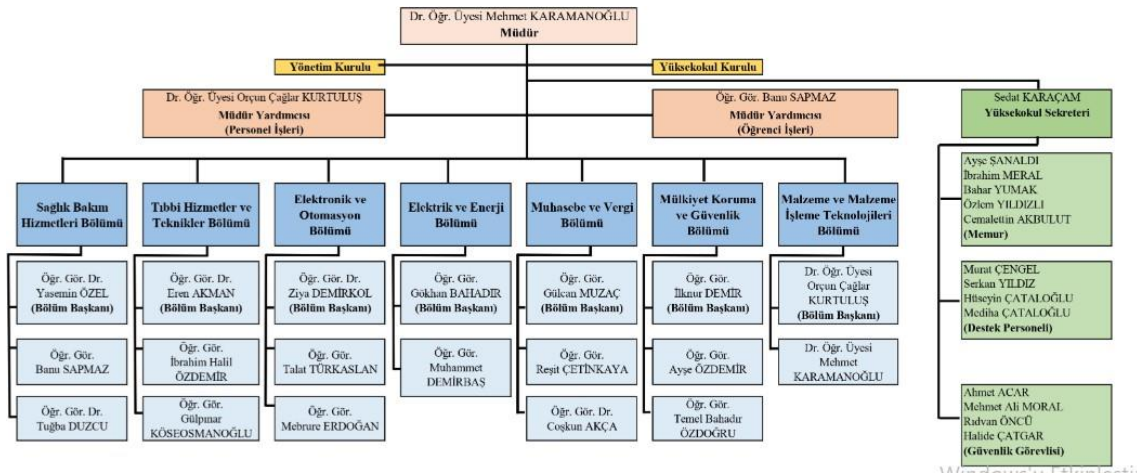 Dr. Öğr. Üyesi Mehmet KARAMANOĞLU
Müdür
Yönetim Kurulu
Yüksekokul Kurulu
Dr. Öğr. Üyesi Orçun Çağlar KURTULUŞ
Müdür Yardımcısı
(Personel İşleri)
Öğr. Gör. Banu SAPMAZ
Müdür Yardımcısı
(Öğrenci İşleri)
Sedat KARAÇAM
Yüksekokul Sekreteri
Sağlık Bakım
Hizmetleri Bölümü
Öğr. Gör. Dr.
Yasemin ÖZEL
(Bölüm Başkanı)
Öğr. Gör.
Banu SAPMAZ
Öğr. Gör. Dr.
Tuğba DUZCU
Tıbbi Hizmetler ve
Teknikler Bölümü
Öğr. Gör. Dr.
Eren AKMAN
(Bölüm Başkanı)
Öğr. Gör.
İbrahim Halil
ÖZDEMİR
Öğr. Gör.
Gülpınar
KÖSEOSMANOĞLU
Elektronik ve
Otomasyon
Bölümü
Öğr. Gör. Dr.
Ziya DEMİRKOL
(Bölüm Başkanı)
Öğr. Gör.
Talat TÜRKASLAN
Öğr. Gör.
Mebrure ERDOĞAN
Elektrik ve Enerji
Bölümü
Öğr. Gör.
Gökhan BAHADIR
(Bölüm Başkanı)
Öğr. Gör.
Muhammet
DEMİRBAŞ
Muhasebe ve Vergi
Bölümü
Öğr. Gör.
Gülcan MUZAÇ
(Bölüm Başkanı)
Öğr. Gör.
Reşit ÇETİNKAYA
Öğr. Gör. Dr.
Coşkun AKÇA
Mülkiyet Koruma
ve Güvenlik
Bölümü
Öğr. Gör.
İlknur DEMİR
(Bölüm Başkanı)
Öğr. Gör.
Ayşe ÖZDEMİR
Öğr. Gör.
Temel Bahadır
ÖZDOĞRU
Malzeme ve Malzeme
İşleme Teknolojileri
Bölümü
Dr. Öğr. Üyesi
Orçun Çağlar
KURTULUŞ
(Bölüm Başkanı)
Dr. Öğr. Üyesi
Mehmet
KARAMANOĞLU
Ayşe ŞANALDI
İbrahim MERAL
Bahar YUMAK
Özlem YILDIZLI
Cemalettin AKBULUT
(Memur)
Murat ÇENGEL
Serkan YILDIZ
Hüseyin ÇATALOĞLU
Mediha ÇATALOĞLU
(Destek Personeli)
Ahmet ACAR
Mehmet Ali MORAL
Rıdvan ÖNCÜ
Halide ÇATGAR
(Güvenlik Görevlisi)